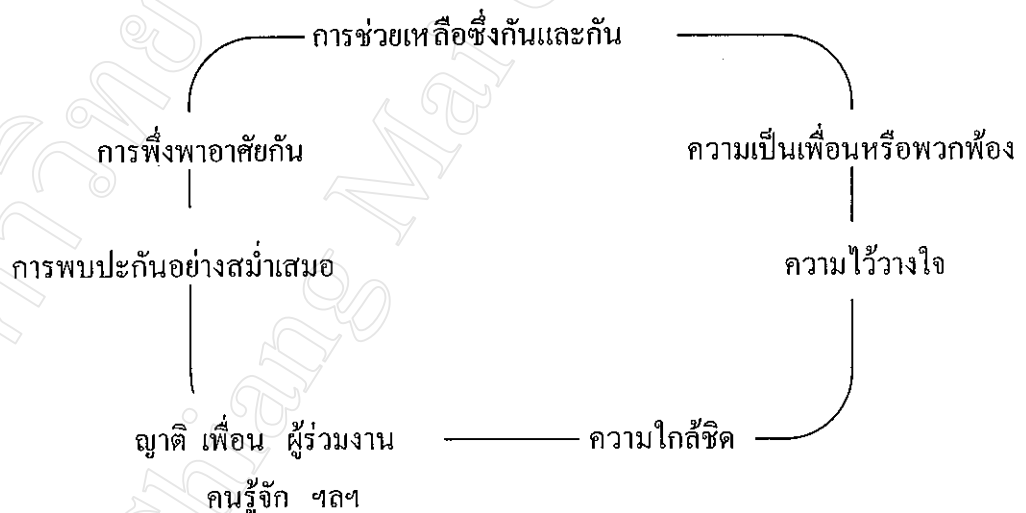 การช่วยเหลือซึ่งกันและกัน
การพึ่งพาอาศัยกัน
ความเป็นเพื่อนหรือพวกพ้อง
การพบปะกันอย่างสม่ำเสมอ
ความไว้วางใจ
ญาติ เพื่อน ผู้ร่วมงาน
ความใกล้ชิด
คนรู้จัก ฯลฯ